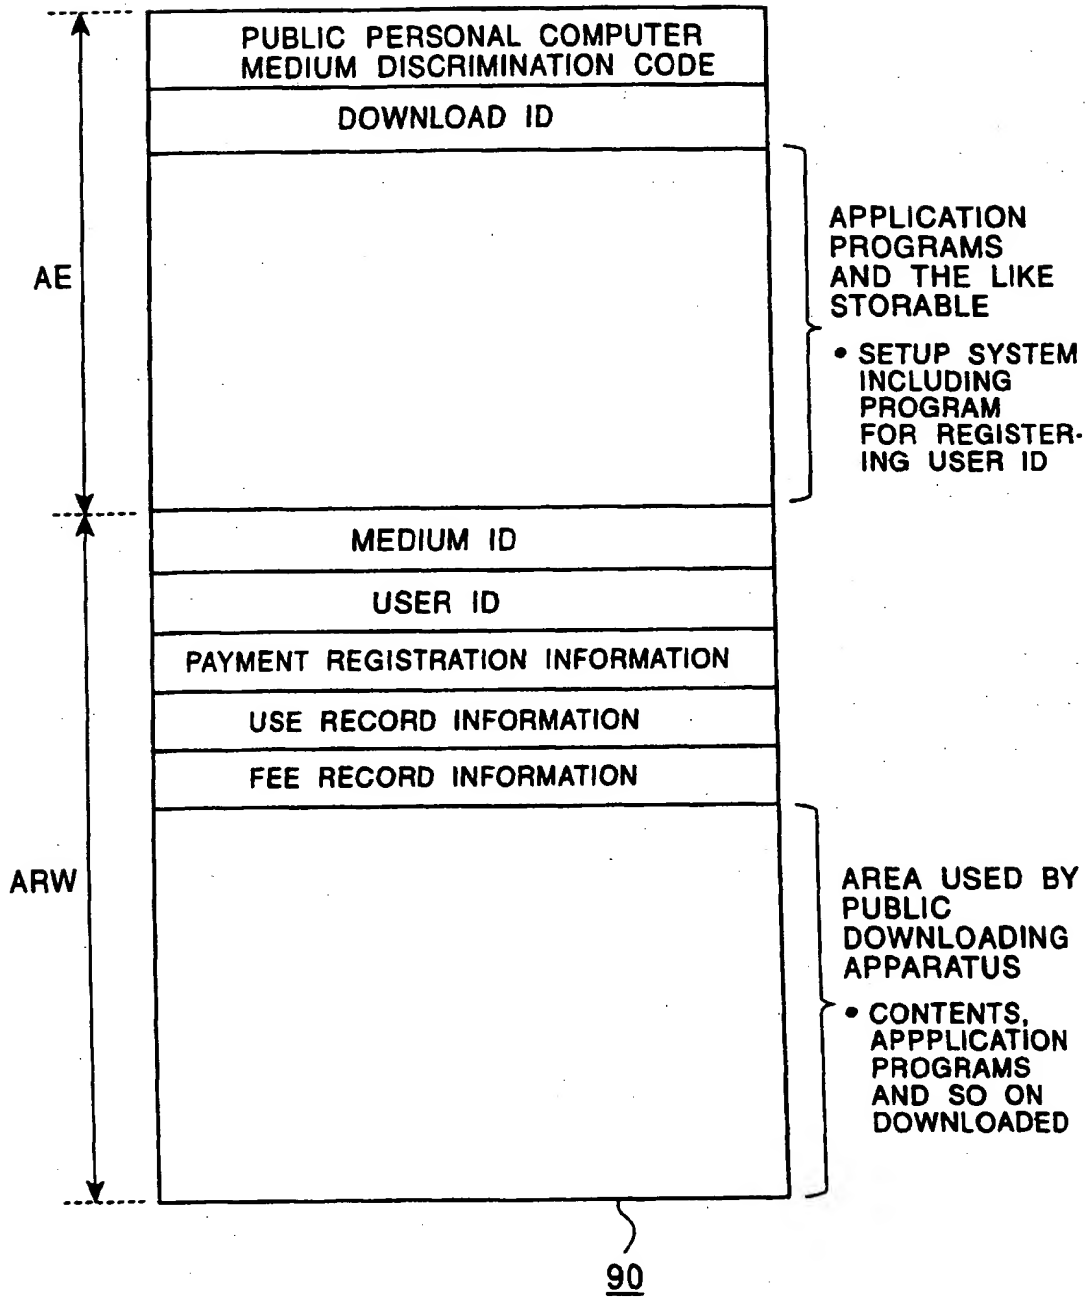 PUBLIC PERSONAL COMPUTER
MEDIUM DISCRIMINATION CODE
DOWNLOAD ID
AE
APPLICATION
PROGRAMS
AND THE LIKE
STORABLE
• SETUP SYSTEM
INCLUDING
PROGRAM
FOR REGISTER-
ING USER ID
MEDIUM ID
USER ID
PAYMENT REGISTRATION INFORMATION
USE RECORD INFORMATION
FEE RECORD INFORMATION
ARW
AREA USED BY
PUBLIC
DOWNLOADING
APPARATUS
• CONTENTS,
APPPLICATION
PROGRAMS
AND SO ON
DOWNLOADED
90